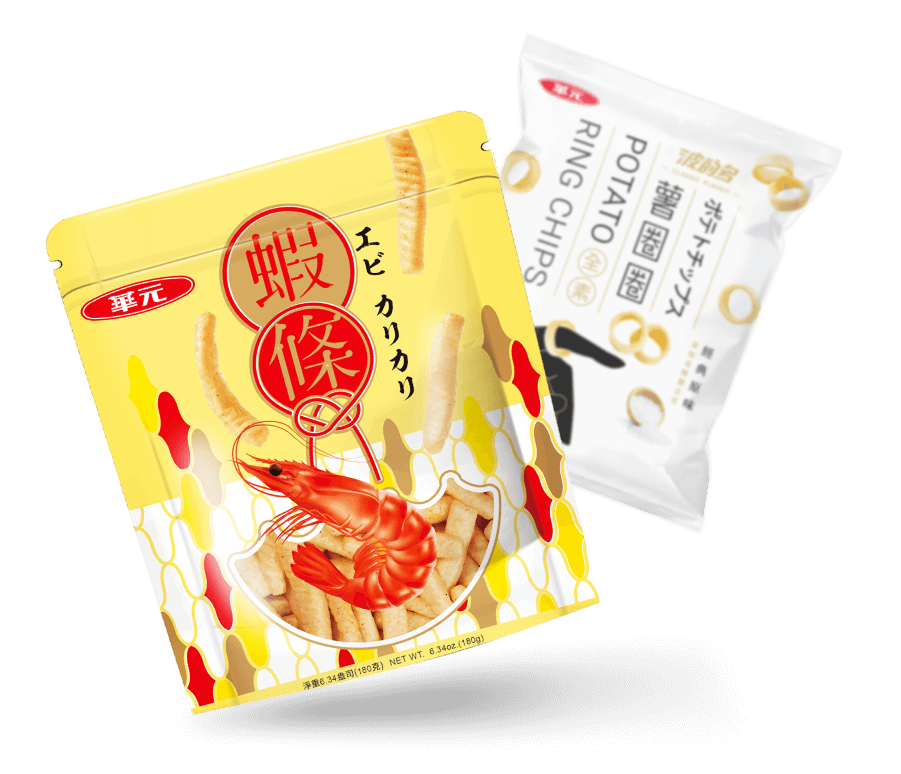 華元
蝦條
エビ カリカリ
淨重6.34盎司(180克) NET WT. 6.34oz.(180g)
華元
波的多
CLASSIC FLAVOR
ポテトチップス
薯圈圈
POTATO 全素
RING CHIPS
經典原味